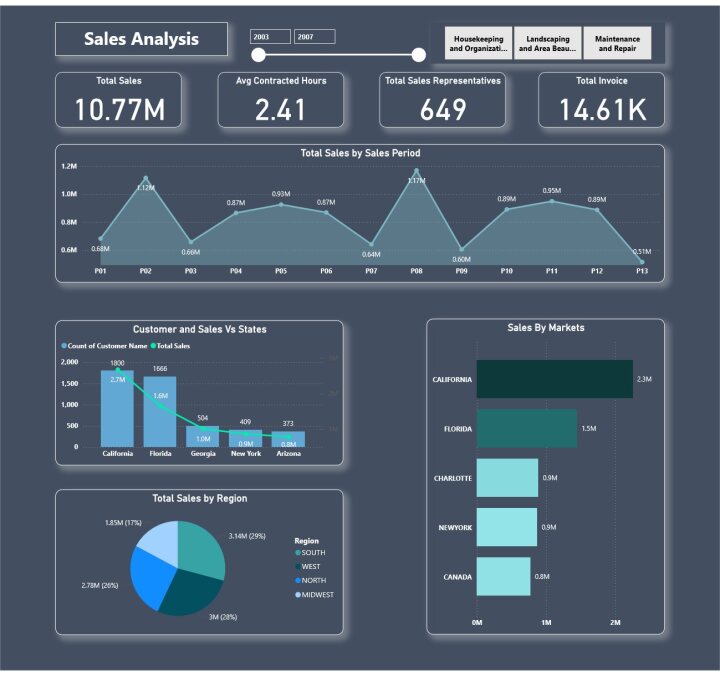 Sales Analysis
2003
2007
Housekeeping
and Organizati...
Landscaping
and Area Beau...
Maintenance
and Repair
Total Sales
10.77M
Avg Contracted Hours
2.41
Total Sales Representatives
649
Total Invoice
14.61K
Total Sales by Sales Period
1.2M
1.0M
0.8M
0.6M
0.68M
1.12M
0.66M
0.87M
0.93M
0.87M
0.64M
1.17M
0.60M
0.89M
0.95M
0.89M
0.51M
P01 P02 P03 P04 P05 P06 P07 P08 P09 P10 P11 P12 P13
Customer and Sales Vs States
Count of Customer Name Total Sales
2,000
1,500
1,000
500
0
1800
1666
504
409
373
2.7M
1.6M
1.0M
0.9M
0.8M
California Florida Georgia New York Arizona
Total Sales by Region
1.85M (17%)
3.14M (29%)
2.78M (26%)
3M (28%)
Region
SOUTH
WEST
NORTH
MIDWEST
Sales By Markets
CALIFORNIA 2.3M
FLORIDA 1.5M
CHARLOTTE 0.9M
NEWYORK 0.9M
CANADA 0.8M
0M 1M 2M